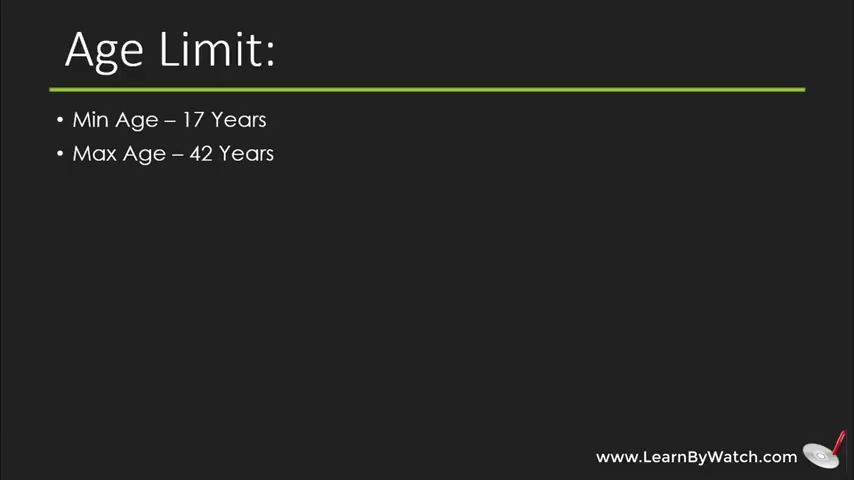 Age Limit:
• Min Age – 17 Years
• Max Age – 42 Years
www.LearnByWatch.com